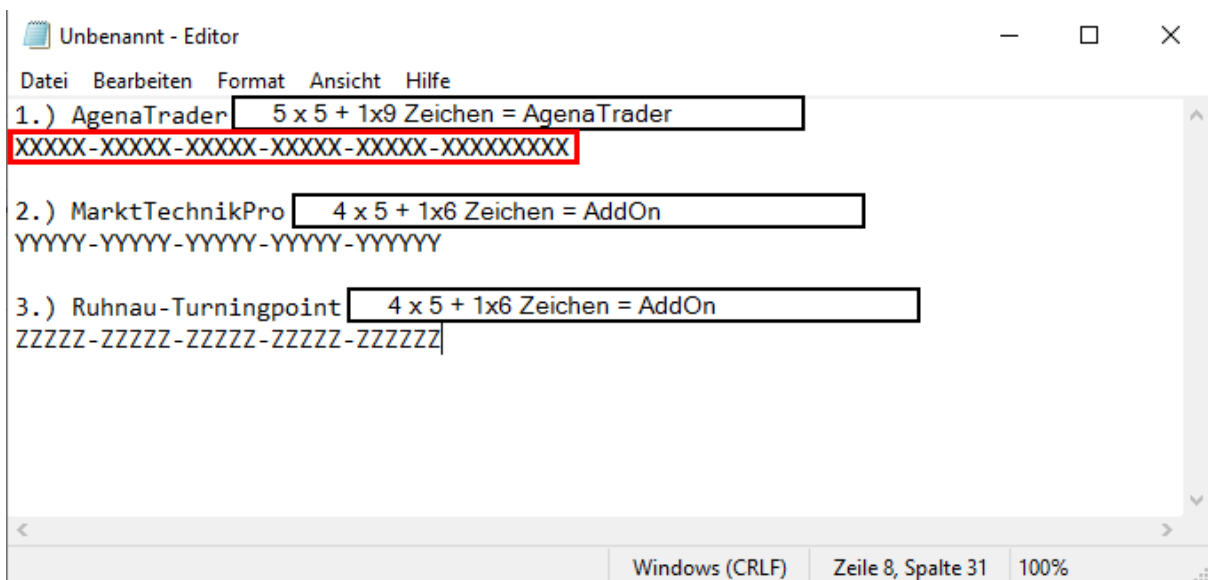 Unbenannt - Editor
Datei Bearbeiten Format Ansicht Hilfe
1.) AgenaTrader 5 x 5 + 1x9 Zeichen = AgenaTrader
XXXXX-XXXXX-XXXXX-XXXXX-XXXXX-XXXXXXXXX
2.) MarktTechnikPro 4 x 5 + 1x6 Zeichen = AddOn
YYYYY-YYYYY-YYYYY-YYYYY-YYYYYY
3.) Ruhnau-Turningpoint 4 x 5 + 1x6 Zeichen = AddOn
ZZZZZ-ZZZZZ-ZZZZZ-ZZZZZ-ZZZZZZ
Windows (CRLF) Zeile 8, Spalte 31 100%